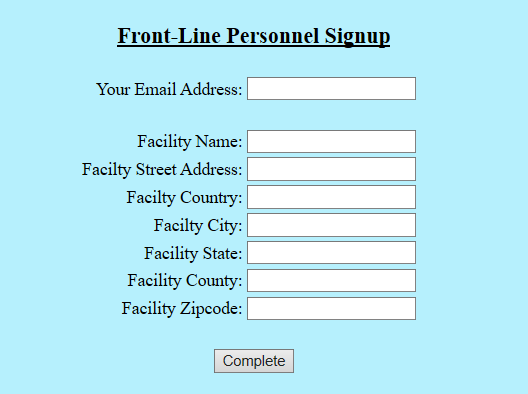 Front-Line Personnel Signup
Your Email Address:
Facility Name:
Facilty Street Address:
Facilty Country:
Facilty City:
Facility State:
Facility County:
Facility Zipcode:
Complete